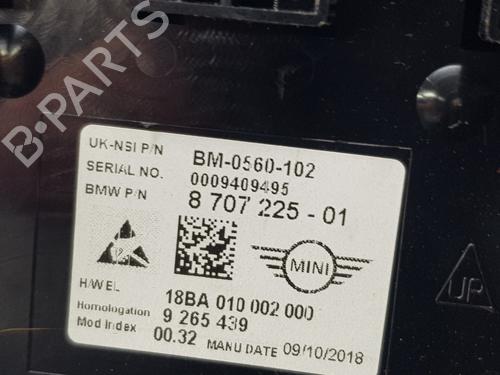 B-PARTS
UK-NSI P/N BM-0560-102
SERIAL NO. 0009409495
BMW P/N 8 707 225 - 01
MINI
H/WEL 18BA 010 002 000
Homologation 9 265 439
Mod Index 00.32 MANU DATE 09/10/2018
UP